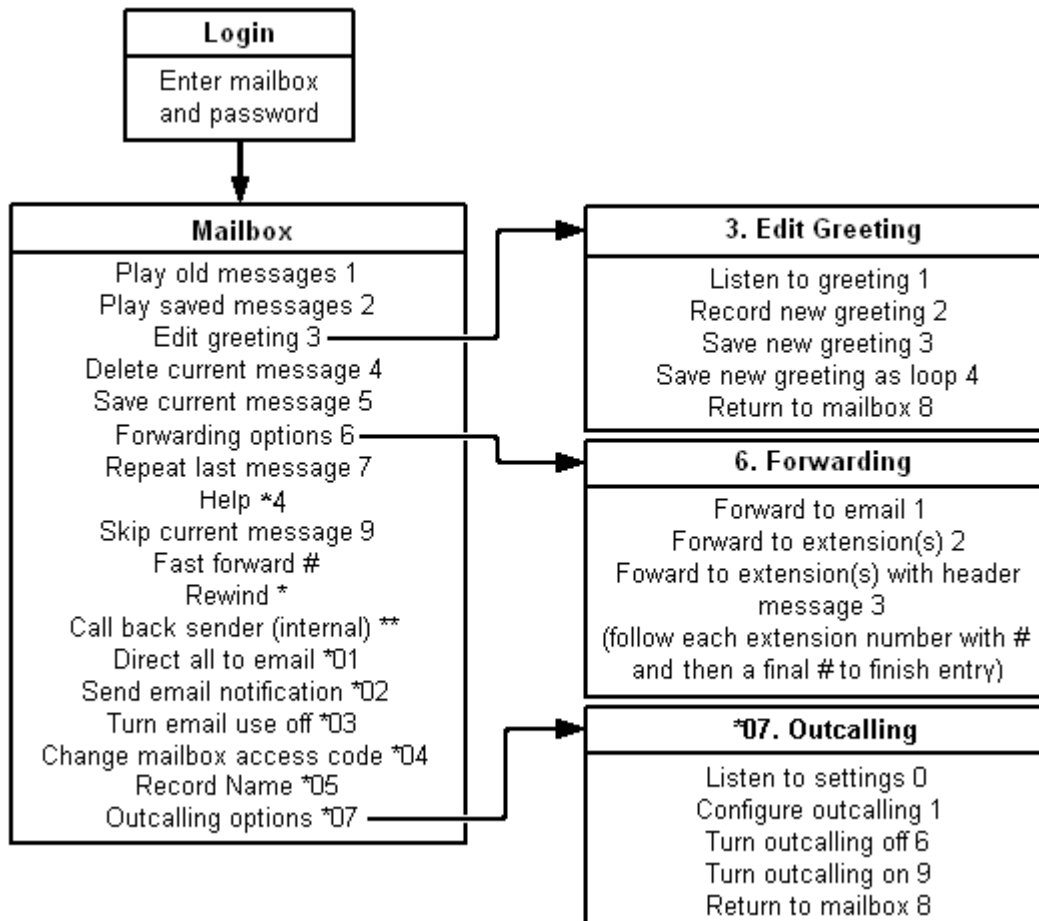 Login
Enter mailbox
and password
Mailbox
Play old messages 1
Play saved messages 2
Edit greeting 3
Delete current message 4
Save current message 5
Forwarding options 6
Repeat last message 7
Help *4
Skip current message 9
Fast forward #
Rewind *
Call back sender (internal) **
Direct all to email *01
Send email notification *02
Turn email use off *03
Change mailbox access code *04
Record Name *05
Outcalling options *07
3. Edit Greeting
Listen to greeting 1
Record new greeting 2
Save new greeting 3
Save new greeting as loop 4
Return to mailbox 8
6. Forwarding
Forward to email 1
Forward to extension(s) 2
Foward to extension(s) with header
message 3
(follow each extension number with #
and then a final # to finish entry)
*07. Outcalling
Listen to settings 0
Configure outcalling 1
Turn outcalling off 6
Turn outcalling on 9
Return to mailbox 8